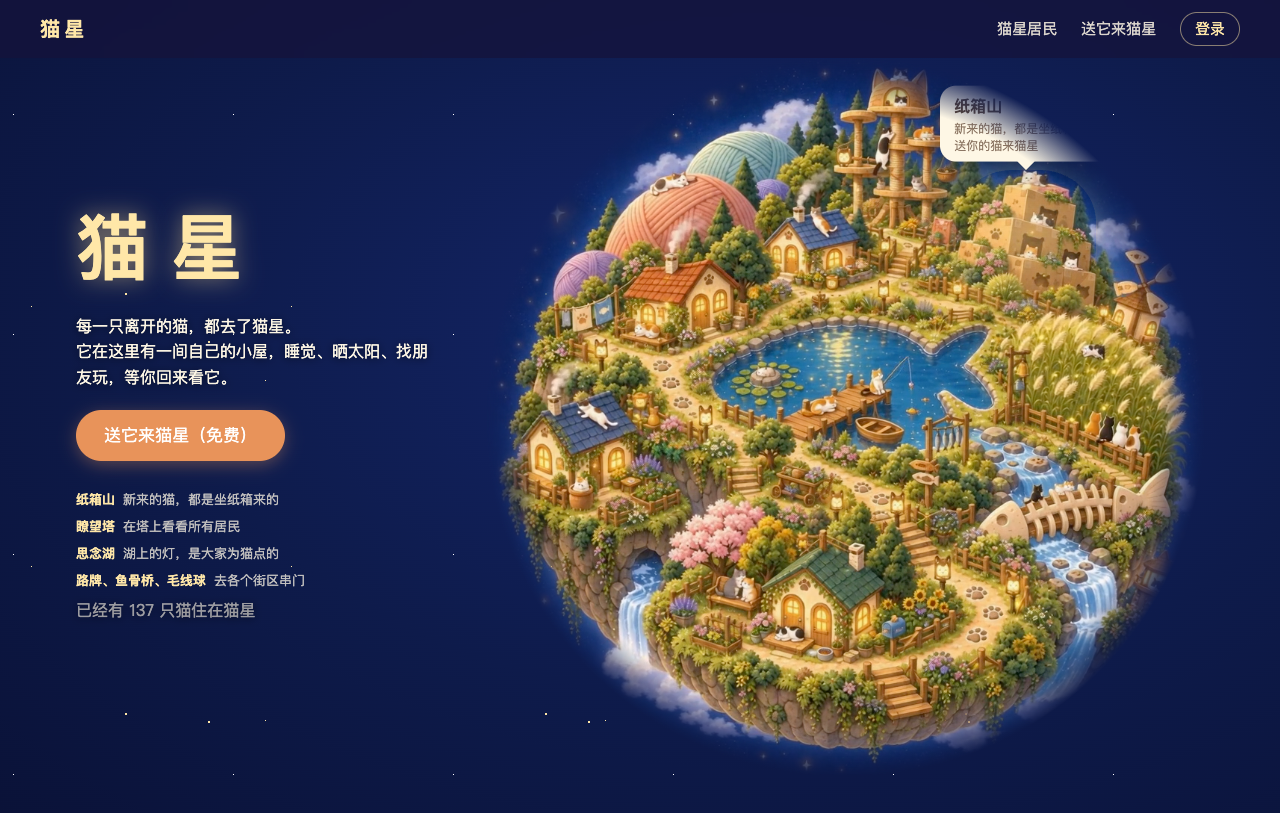 猫星
猫星居民
送它来猫星
登录
纸箱山
新来的猫，都是坐纸
送你的猫来猫星
猫星
每一只离开的猫，都去了猫星。
它在这里有一间自己的小屋，睡觉、晒太阳、找朋
友玩，等你回来看它。
送它来猫星（免费）
纸箱山 新来的猫，都是坐纸箱来的
瞭望塔 在塔上看看所有居民
思念湖 湖上的灯，是大家为猫点的
路牌、鱼骨桥、毛线球 去各个街区串门
已经有 137 只猫住在猫星